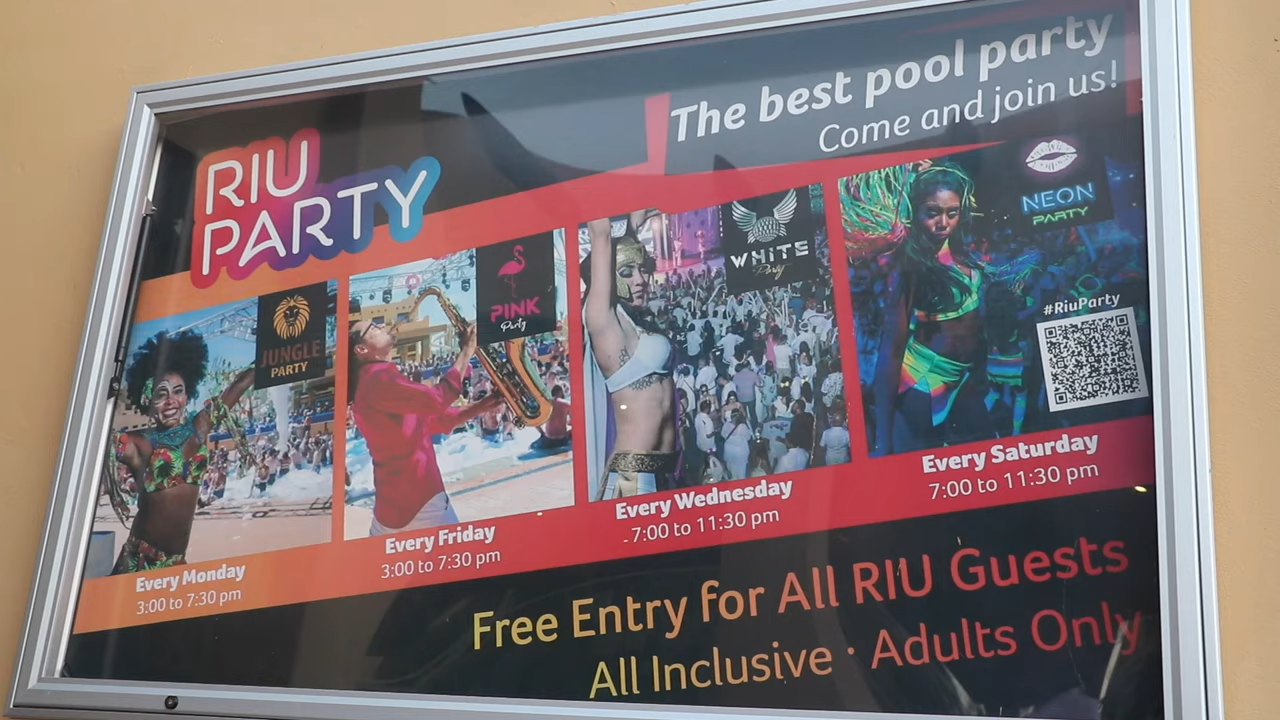 The best pool party
Come and join us!
RIU
PARTY
JUNGLE
PARTY
Every Monday
3:00 to 7:30 pm
PINK
Party
Every Friday
3:00 to 7:30 pm
WHITE
Party
Every Wednesday
7:00 to 11:30 pm
NEON
PARTY
#RiuParty
Every Saturday
7:00 to 11:30 pm
Free Entry for All RIU Guests
All Inclusive · Adults Only